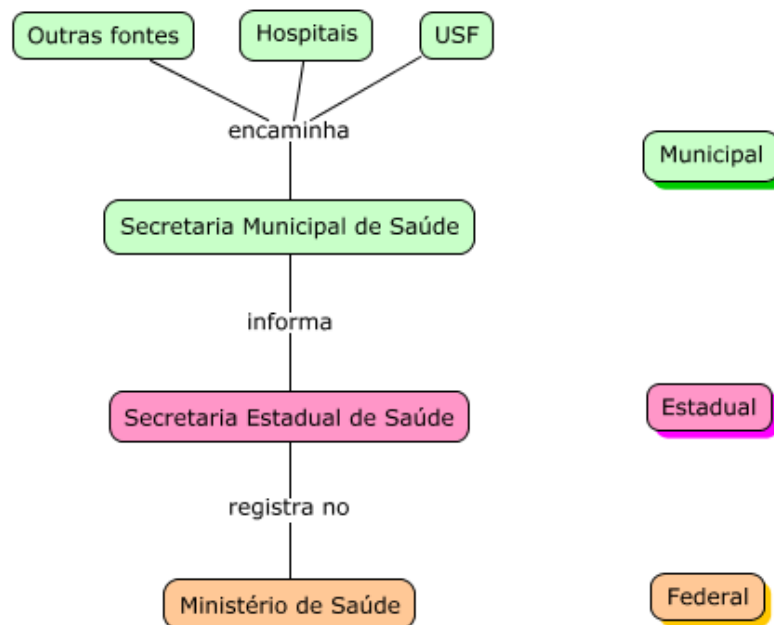 Outras fontes
Hospitais
USF
encaminha
Municipal
Secretaria Municipal de Saúde
informa
Secretaria Estadual de Saúde
Estadual
registra no
Ministério de Saúde
Federal